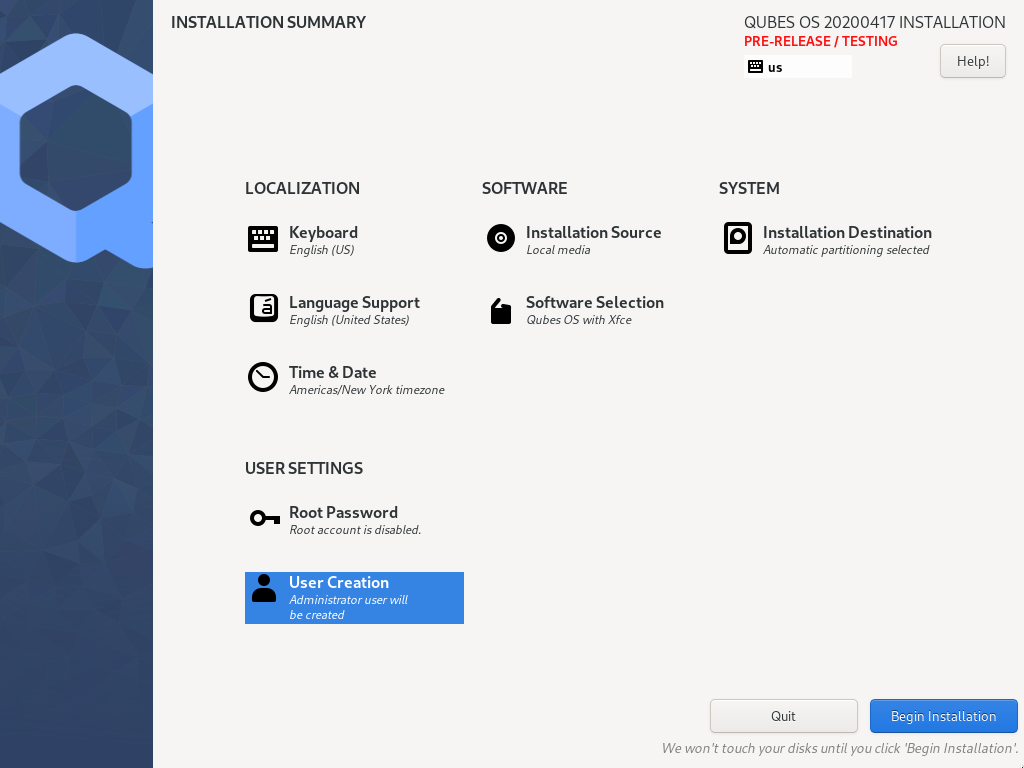 INSTALLATION SUMMARY
QUBES OS 20200417 INSTALLATION
PRE-RELEASE / TESTING
us
Help!
LOCALIZATION
Keyboard
English (US)
Language Support
English (United States)
Time & Date
Americas/New York timezone
SOFTWARE
Installation Source
Local media
Software Selection
Qubes OS with Xfce
SYSTEM
Installation Destination
Automatic partitioning selected
USER SETTINGS
Root Password
Root account is disabled.
User Creation
Administrator user will
be created
Quit
Begin Installation
We won't touch your disks until you click 'Begin Installation'.